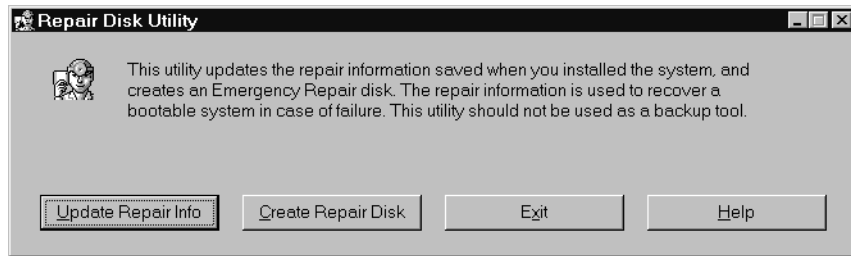 Repair Disk Utility
This utility updates the repair information saved when you installed the system, and
creates an Emergency Repair disk. The repair information is used to recover a
bootable system in case of failure. This utility should not be used as a backup tool.
Update Repair Info Create Repair Disk Exit Help